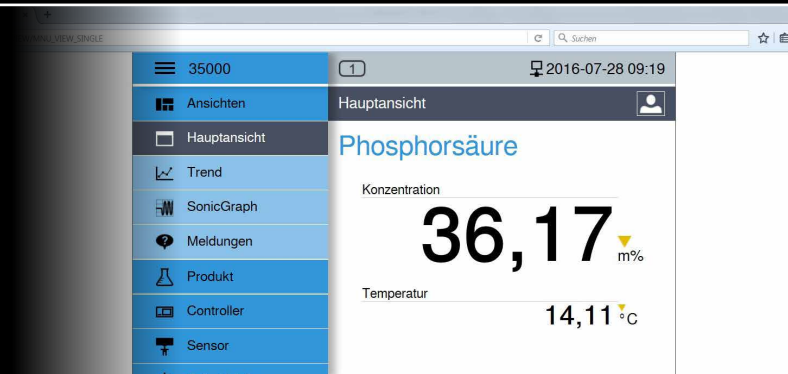 MNU_VIEW_SINGLE
Suchen
35000
1
2016-07-28 09:19
Ansichten
Hauptansicht
Hauptansicht
Phosphorsäure
Trend
Konzentration
SonicGraph
36,17 m%
Meldungen
Produkt
Temperatur
Controller
14,11 °C
Sensor